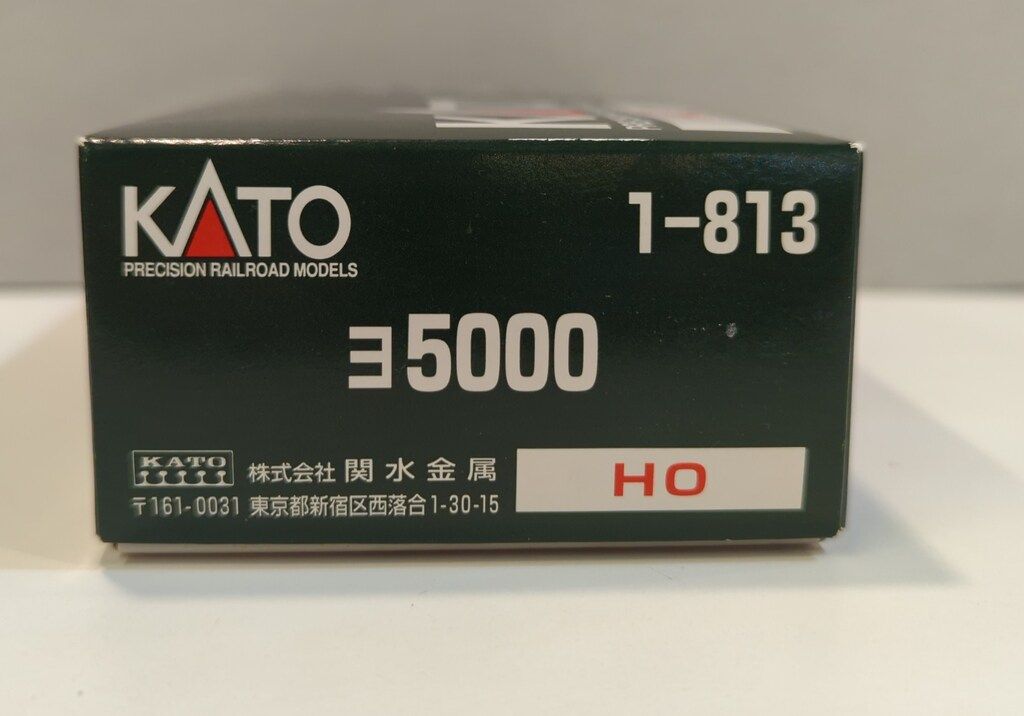 KATO
PRECISION RAILROAD MODELS
1-813
ヨ5000
KATO
株式会社 関水金属
HO
〒161-0031 東京都新宿区西落合1-30-15